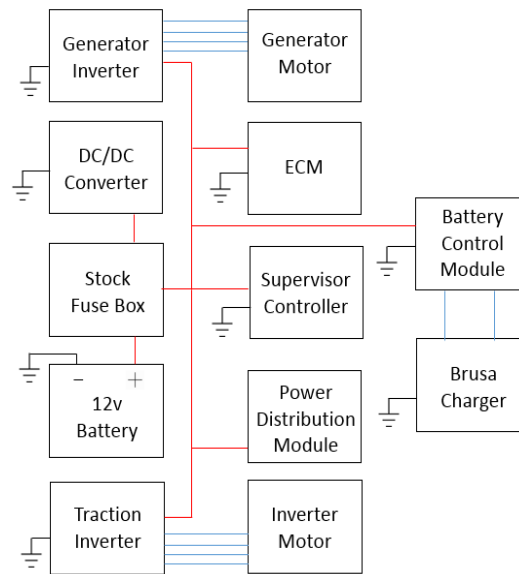 Generator
Inverter
Generator
Motor
DC/DC
Converter
ECM
Battery
Control
Module
Stock
Fuse Box
Supervisor
Controller
− +
12v
Battery
Power
Distribution
Module
Brusa
Charger
Traction
Inverter
Inverter
Motor